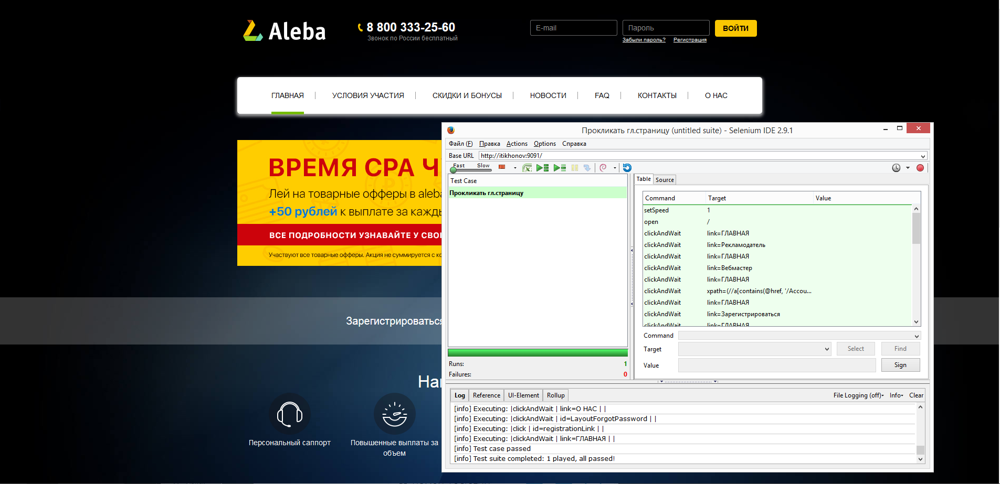 Aleba
8 800 333-25-60
Звонок по России бесплатный
E-mail
Пароль
ВОЙТИ
Забыли пароль?
Регистрация
ГЛАВНАЯ
УСЛОВИЯ УЧАСТИЯ
СКИДКИ И БОНУСЫ
НОВОСТИ
FAQ
КОНТАКТЫ
О НАС
ВРЕМЯ CPA Ч
Лей на товарные офферы в aleba
+50 рублей к выплате за кажды
ВСЕ ПОДРОБНОСТИ УЗНАВАЙТЕ У СВО
Участвуют все товарные офферы. Акция не суммируется с ко
Зарегистрироваться
На
Персональный саппорт
Повышенные выплаты за
объем
Прокликать гл.страницу (untitled suite) - Selenium IDE 2.9.1
Файл (F) Правка Actions Options Справка
Base URL http://itikhonov:9091/
Fast Slow
Test Case
Прокликать гл.страницу
Runs: 1
Failures: 0
Table Source
Command Target Value
setSpeed 1
open /
clickAndWait link=ГЛАВНАЯ
clickAndWait link=Рекламодатель
clickAndWait link=ГЛАВНАЯ
clickAndWait link=Вебмастер
clickAndWait link=ГЛАВНАЯ
clickAndWait xpath=(//a[contains(@href, '/Accou...
clickAndWait link=ГЛАВНАЯ
clickAndWait link=Зарегистрироваться
clickAndWait link=ГЛАВНАЯ
Command
Target Select Find
Value Sign
Log Reference UI-Element Rollup
File Logging (off) Info Clear
[info] Executing: |clickAndWait | link=О НАС | |
[info] Executing: |clickAndWait | id=LayoutForgotPassword | |
[info] Executing: |click | id=registrationLink | |
[info] Executing: |clickAndWait | link=ГЛАВНАЯ | |
[info] Test case passed
[info] Test suite completed: 1 played, all passed!